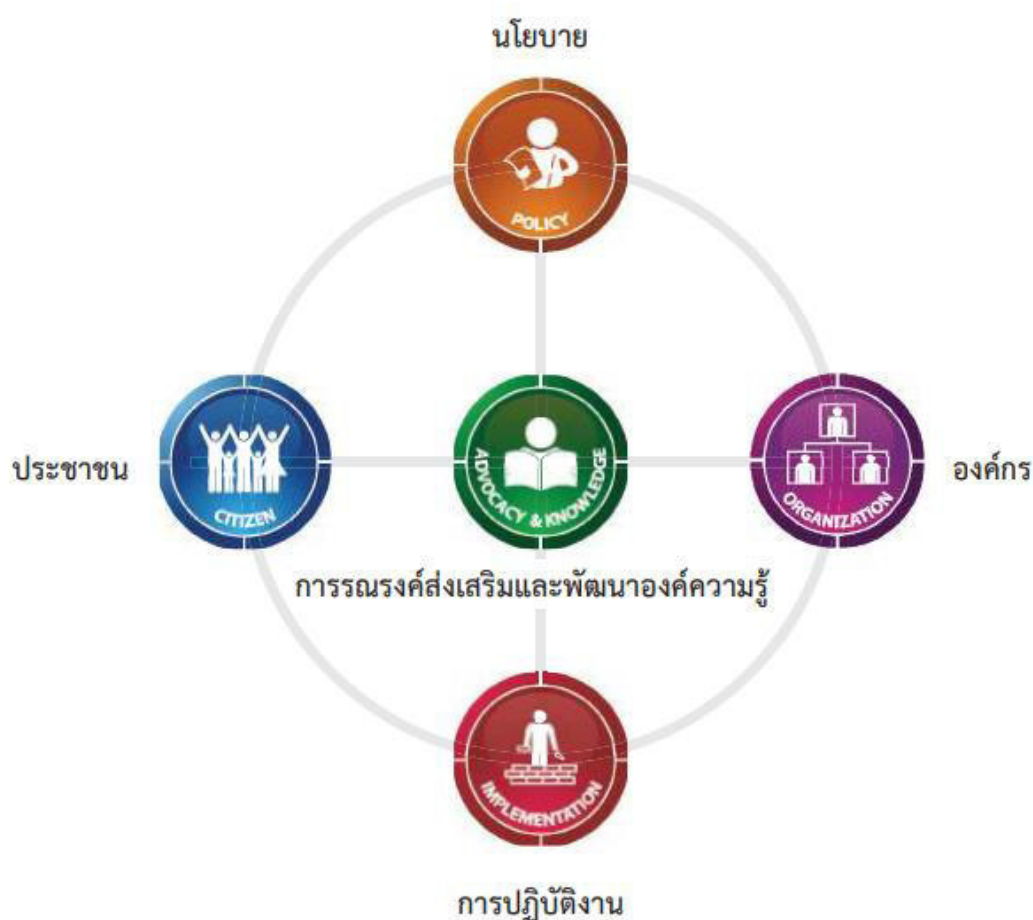 นโยบาย
POLICY
ประชาชน
CITIZEN
ADVOCACY & KNOWLEDGE
ORGANIZATION
องค์กร
การรณรงค์ส่งเสริมและพัฒนาองค์ความรู้
IMPLEMENTATION
การปฏิบัติงาน